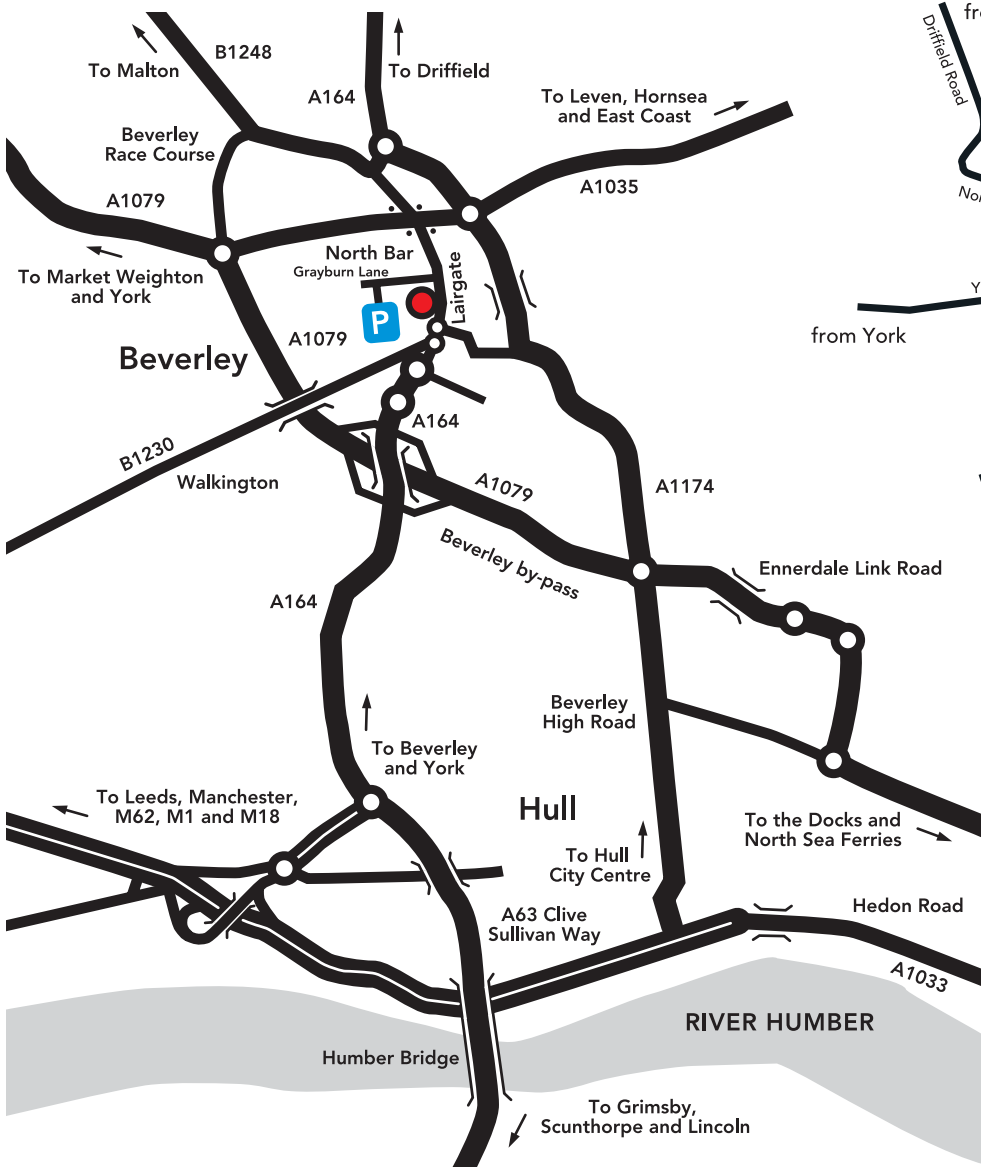 B1248
To Malton
To Driffield
A164
To Leven, Hornsea
and East Coast
Beverley
Race Course
A1079
A1035
To Market Weighton
and York
North Bar
Grayburn Lane
Lairgate
P
A1079
Beverley
A164
B1230
Walkington
A1079
A1174
Beverley by-pass
Ennerdale Link Road
A164
Beverley
High Road
To Beverley
and York
To Leeds, Manchester,
M62, M1 and M18
Hull
To the Docks and
North Sea Ferries
To Hull
City Centre
A63 Clive
Sullivan Way
Hedon Road
A1033
RIVER HUMBER
Humber Bridge
To Grimsby,
Scunthorpe and Lincoln
Driffield Road
from York